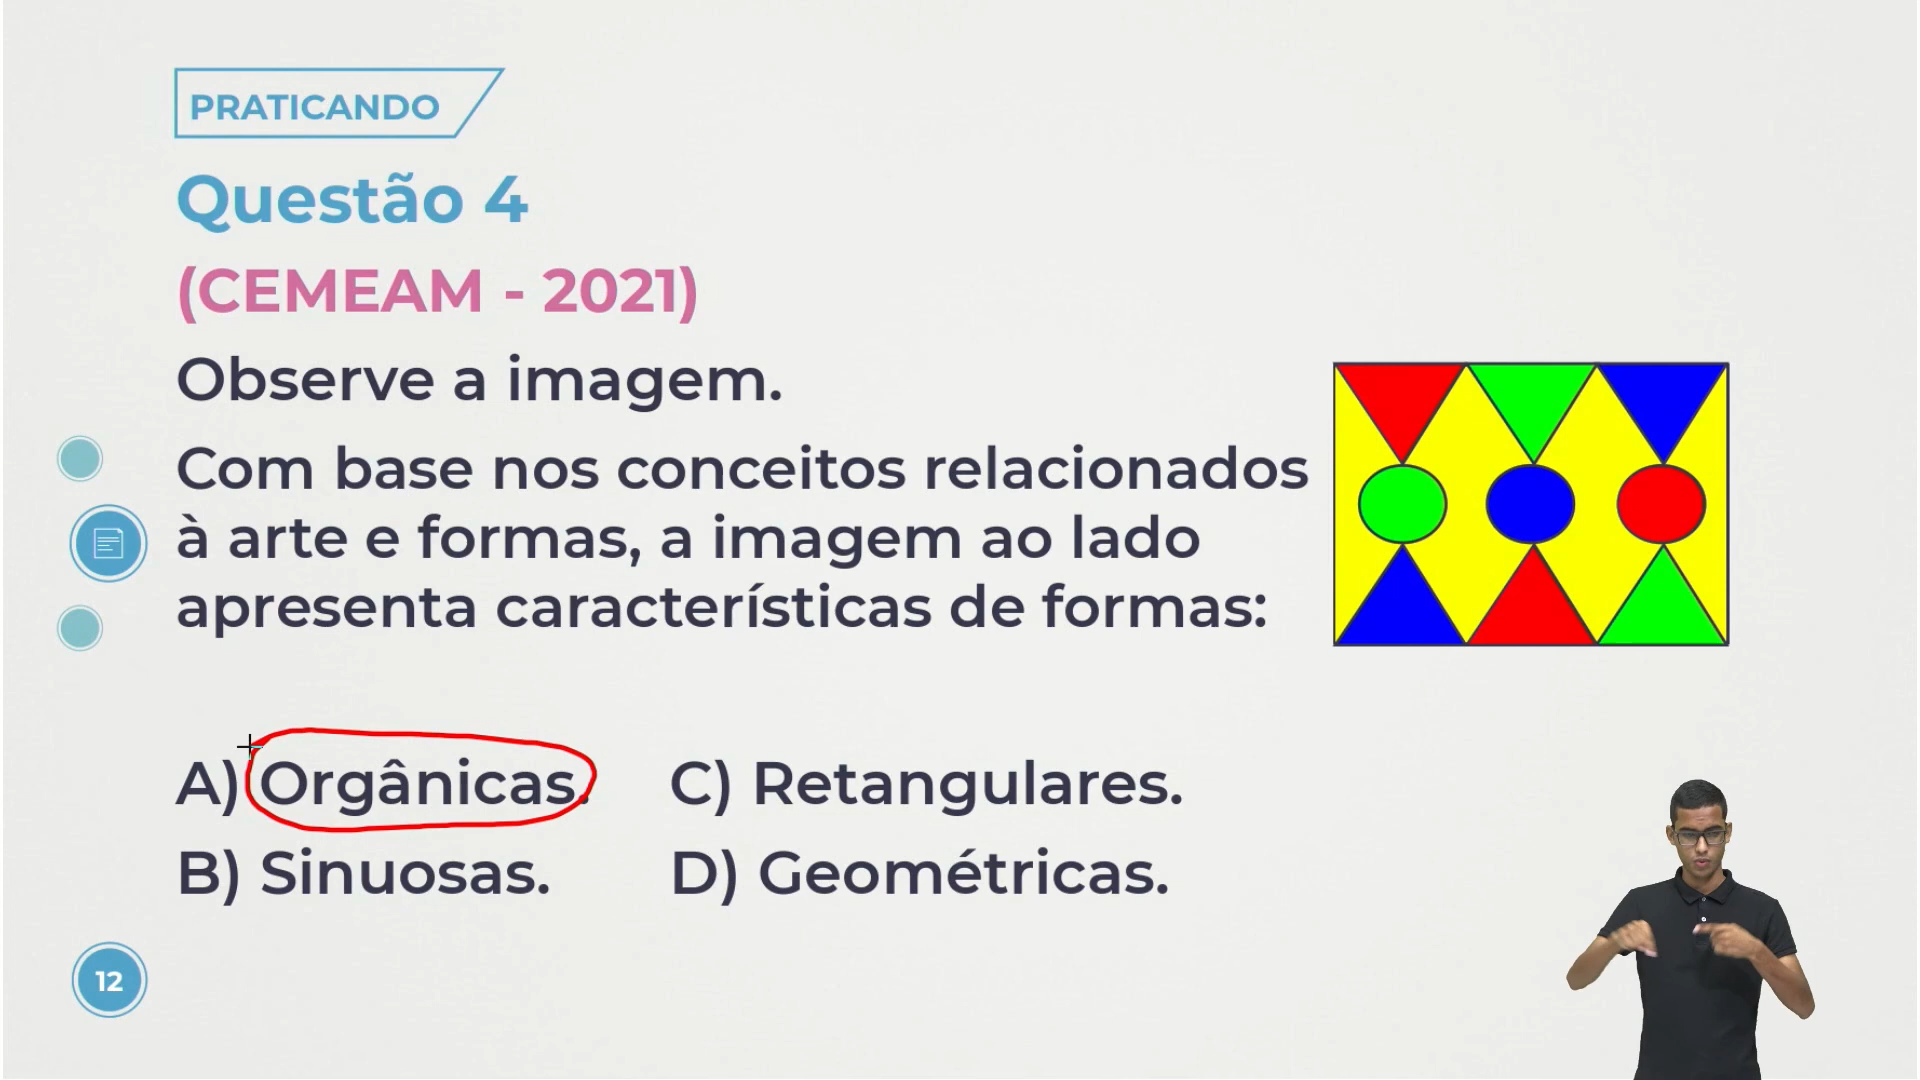 PRATICANDO
Questão 4
(CEMEAM - 2021)
Observe a imagem.
Com base nos conceitos relacionados
à arte e formas, a imagem ao lado
apresenta características de formas:
A) Orgânicas.
B) Sinuosas.
C) Retangulares.
D) Geométricas.
12